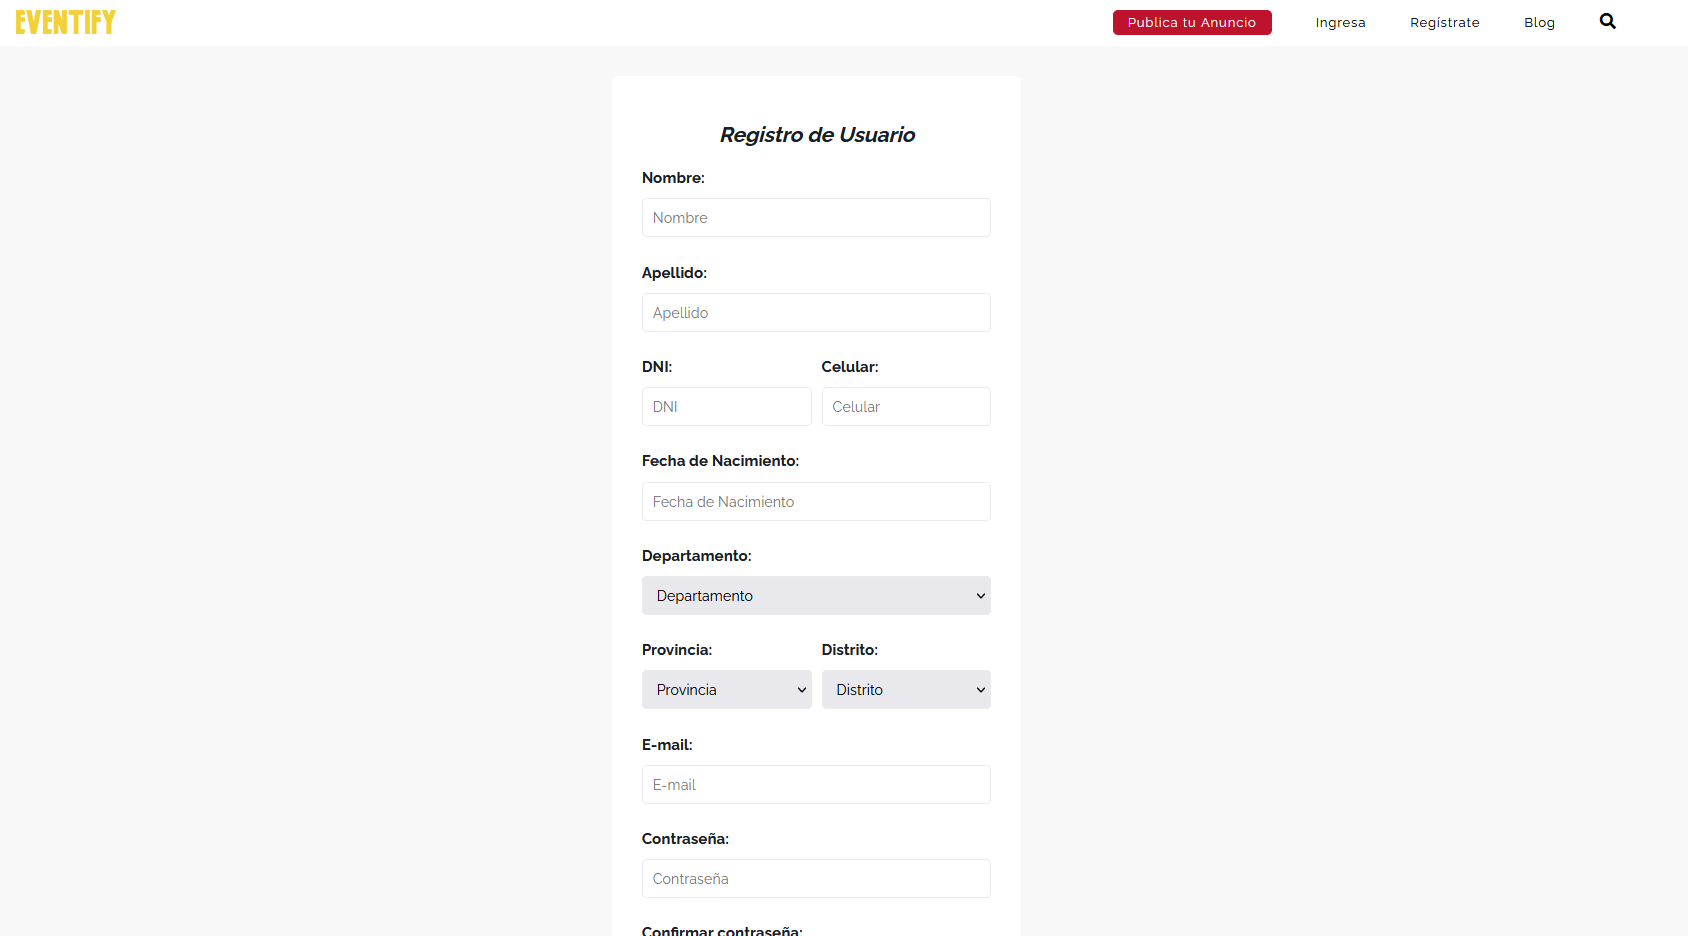 EVENTIFY
Publica tu Anuncio
Ingresa
Regístrate
Blog
Registro de Usuario
Nombre:
Nombre
Apellido:
Apellido
DNI: Celular:
DNI Celular
Fecha de Nacimiento:
Fecha de Nacimiento
Departamento:
Departamento
Provincia: Distrito:
Provincia Distrito
E-mail:
E-mail
Contraseña:
Contraseña
Confirmar contraseña: